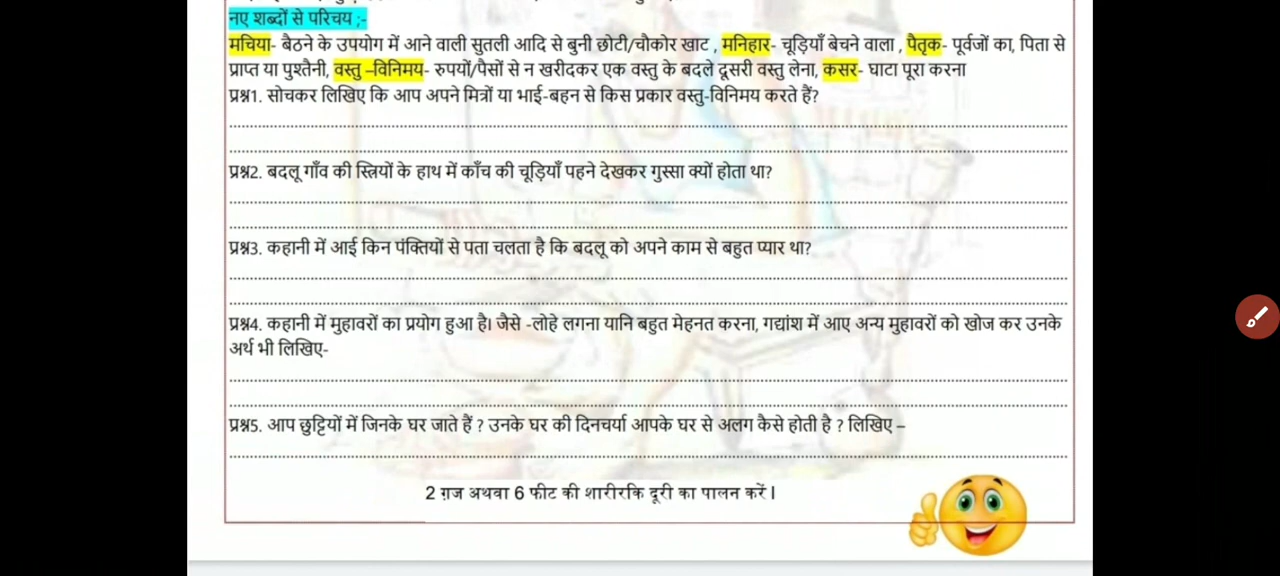 नए शब्दों से परिचय ;-
मचिया- बैठने के उपयोग में आने वाली सुतली आदि से बुनी छोटी/चौकोर खाट , मनिहार- चूड़ियाँ बेचने वाला , पैतृक- पूर्वजों का, पिता से
प्राप्त या पुश्तैनी, वस्तु –विनिमय- रुपयों/पैसों से न खरीदकर एक वस्तु के बदले दूसरी वस्तु लेना, कसर- घाटा पूरा करना
प्रश्न1. सोचकर लिखिए कि आप अपने मित्रों या भाई-बहन से किस प्रकार वस्तु-विनिमय करते हैं?
प्रश्न2. बदलू गाँव की स्त्रियों के हाथ में काँच की चूड़ियाँ पहने देखकर गुस्सा क्यों होता था?
प्रश्न3. कहानी में आई किन पंक्तियों से पता चलता है कि बदलू को अपने काम से बहुत प्यार था?
प्रश्न4. कहानी में मुहावरों का प्रयोग हुआ है। जैसे -लोहे लगना यानि बहुत मेहनत करना, गद्यांश में आए अन्य मुहावरों को खोज कर उनके
अर्थ भी लिखिए-
प्रश्न5. आप छुट्टियों में जिनके घर जाते हैं ? उनके घर की दिनचर्या आपके घर से अलग कैसे होती है ? लिखिए –
2 ग़ज अथवा 6 फीट की शारीरकि दूरी का पालन करें।